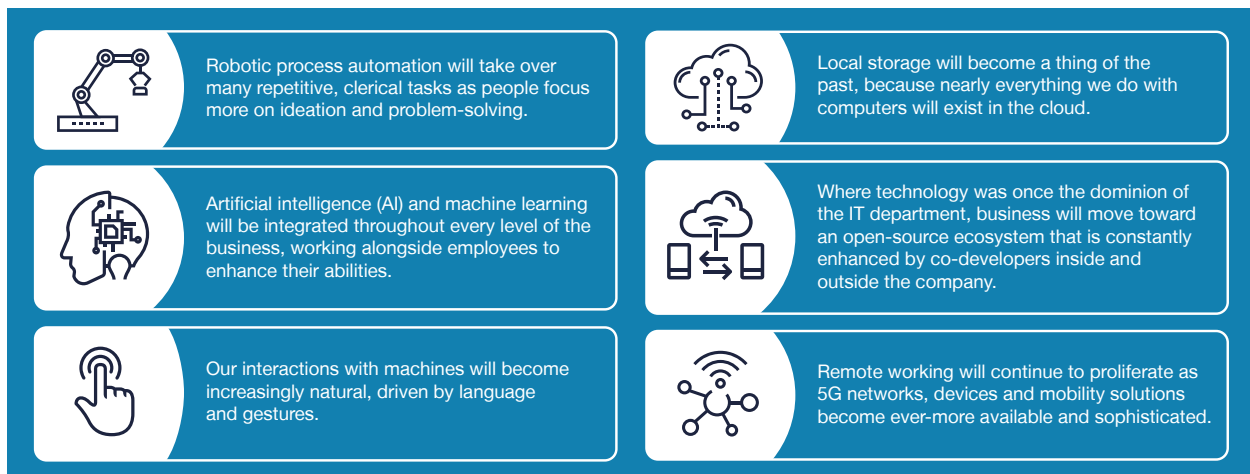 Robotic process automation will take over
many repetitive, clerical tasks as people focus
more on ideation and problem-solving.
Artificial intelligence (AI) and machine learning
will be integrated throughout every level of the
business, working alongside employees to
enhance their abilities.
Our interactions with machines will become
increasingly natural, driven by language
and gestures.
Local storage will become a thing of the
past, because nearly everything we do with
computers will exist in the cloud.
Where technology was once the dominion of
the IT department, business will move toward
an open-source ecosystem that is constantly
enhanced by co-developers inside and
outside the company.
Remote working will continue to proliferate as
5G networks, devices and mobility solutions
become ever-more available and sophisticated.